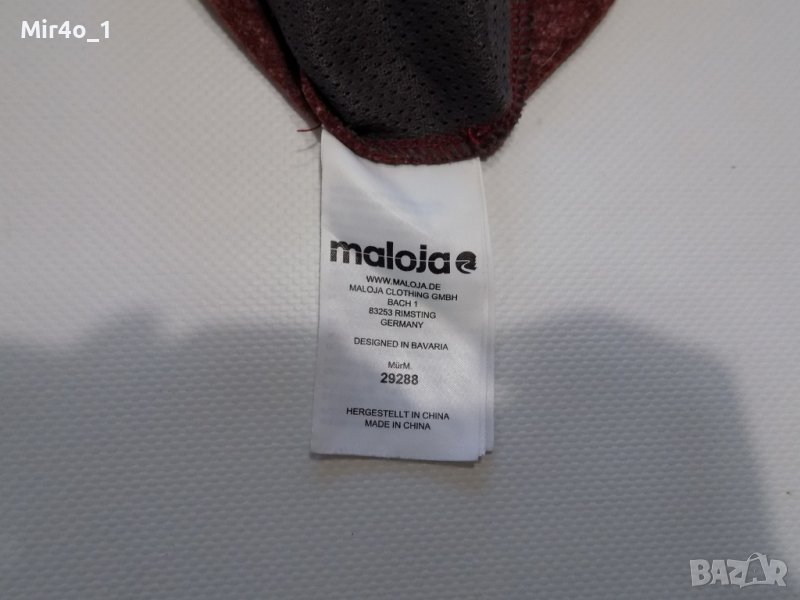 Mir4o_1
maloja
WWW.MALOJA.DE
MALOJA CLOTHING GMBH
BACH 1
83253 RIMSTING
GERMANY
DESIGNED IN BAVARIA
MürM.
29288
HERGESTELLT IN CHINA
MADE IN CHINA
BAZAR